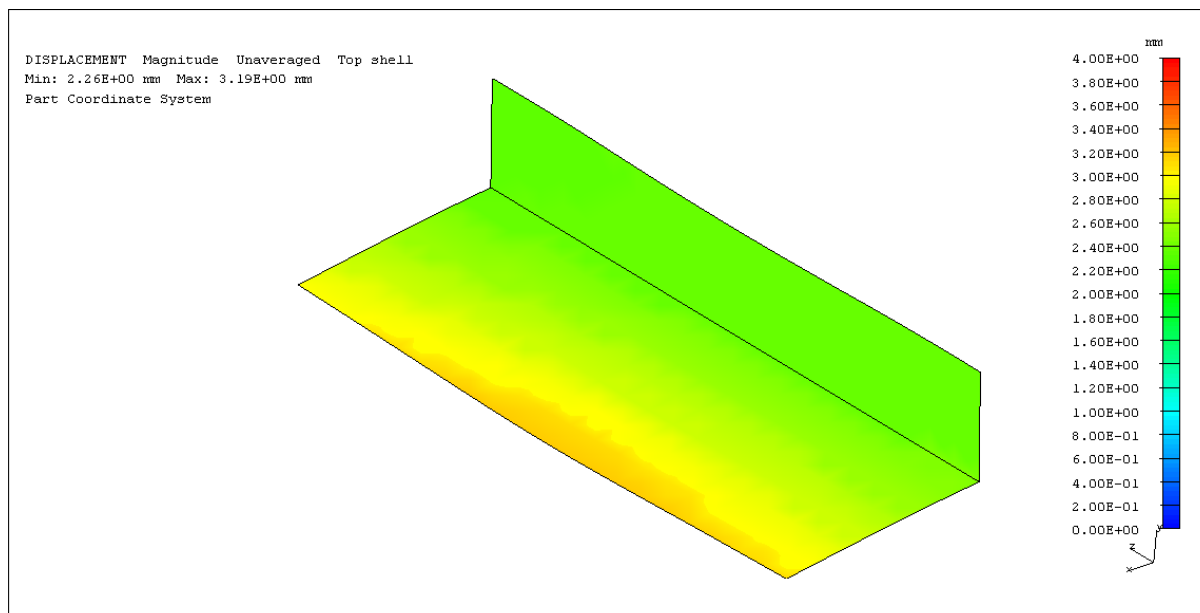 DISPLACEMENT Magnitude Unaveraged Top shell
Min: 2.26E+00 mm Max: 3.19E+00 mm
Part Coordinate System
mm
4.00E+00
3.80E+00
3.60E+00
3.40E+00
3.20E+00
3.00E+00
2.80E+00
2.60E+00
2.40E+00
2.20E+00
2.00E+00
1.80E+00
1.60E+00
1.40E+00
1.20E+00
1.00E+00
8.00E-01
6.00E-01
4.00E-01
2.00E-01
0.00E+00
Y
Z
X